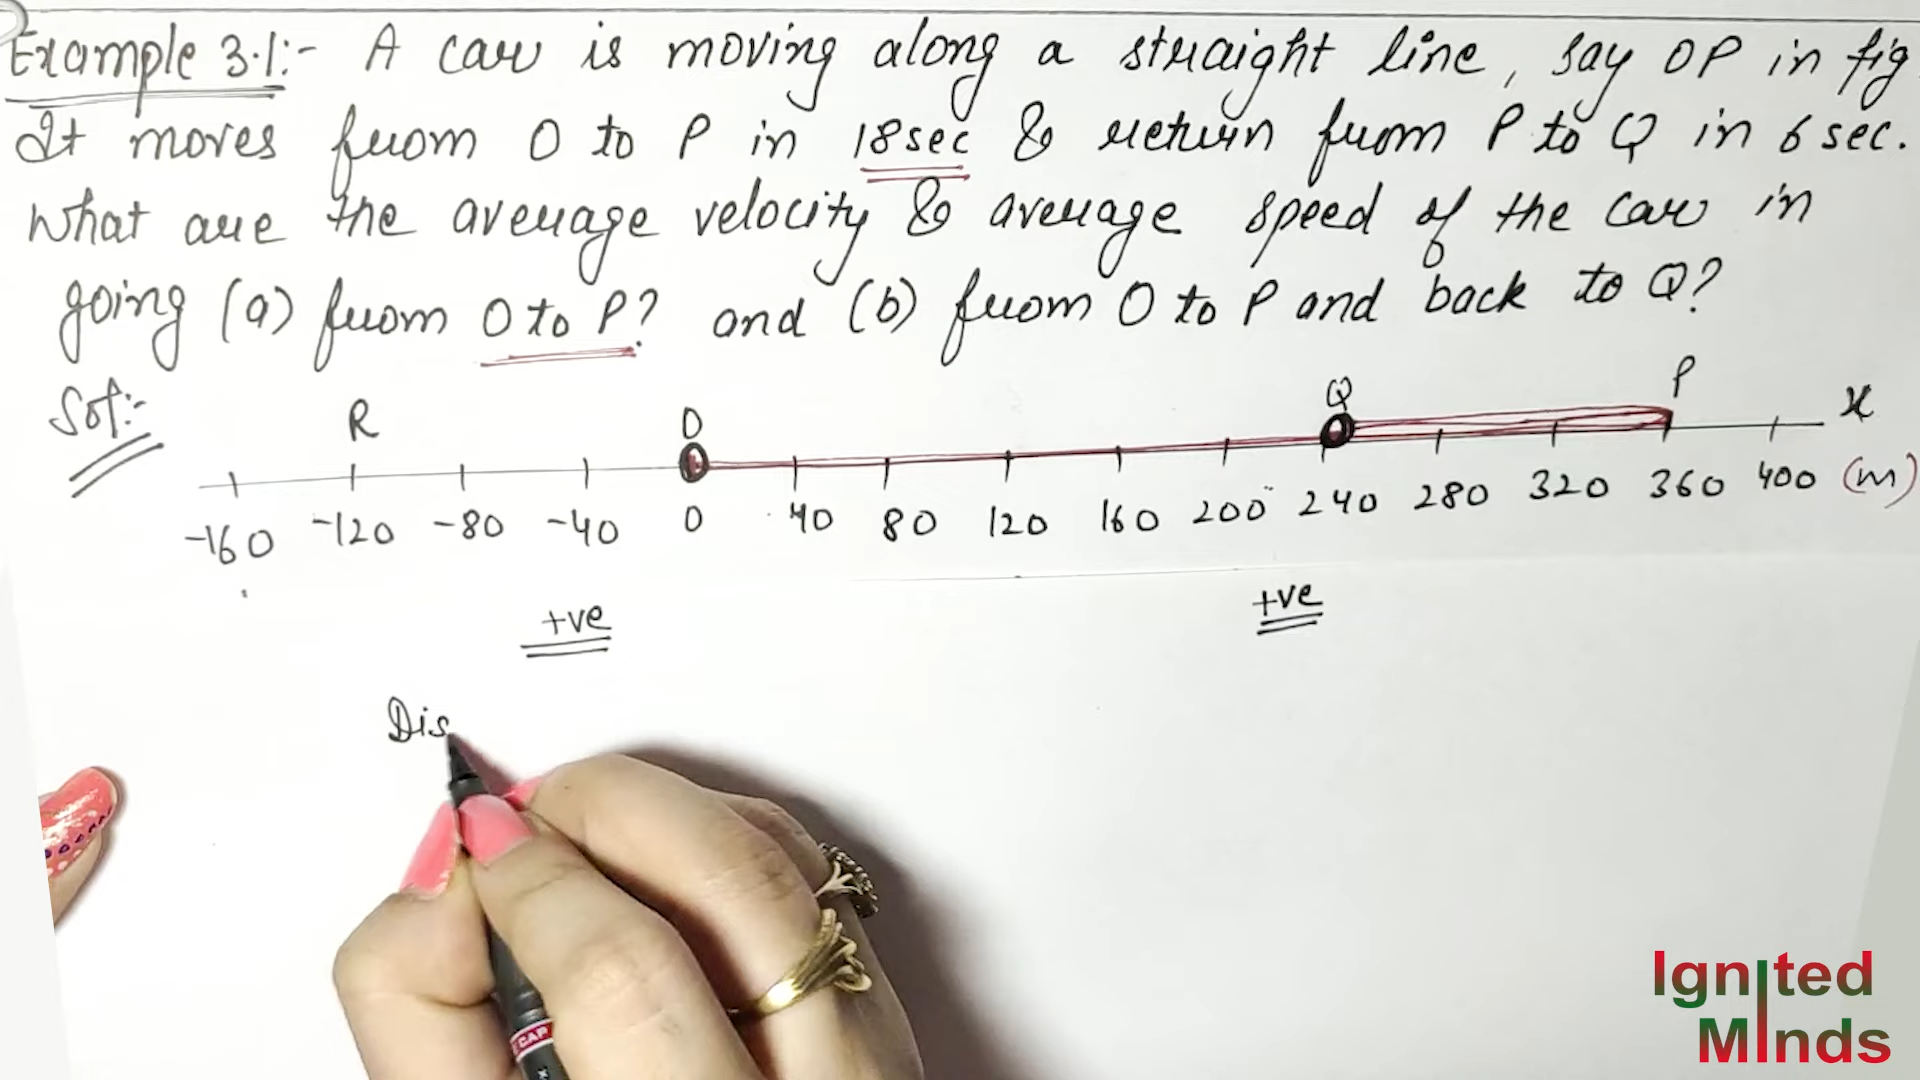 Example 3.1:- A car is moving along a straight line, say OP in fig.
It moves from O to P in 18sec & return from P to Q in 6 sec.
What are the average velocity & average speed of the car in
going (a) from O to P? and (b) from O to P and back to Q?
Sol:-
R O Q P x
-160 -120 -80 -40 0 40 80 120 160 200 240 280 320 360 400 (m)
+ve +ve
Dis
CAP
Ignited
Minds